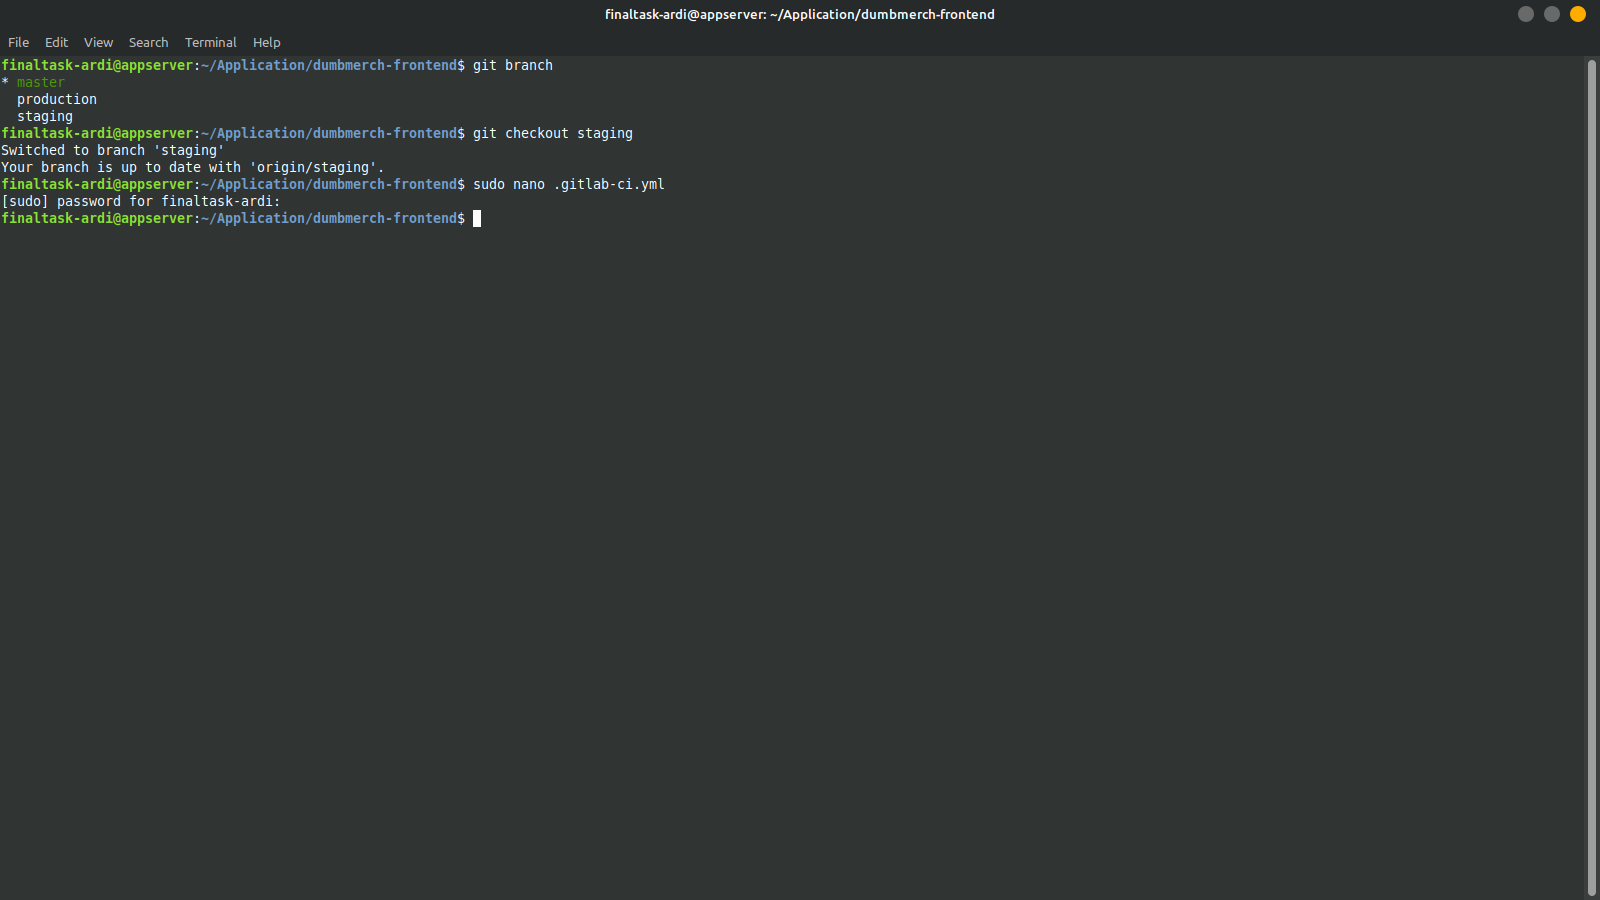 finaltask-ardi@appserver: ~/Application/dumbmerch-frontend
File Edit View Search Terminal Help
finaltask-ardi@appserver:~/Application/dumbmerch-frontend$ git branch
* master
  production
  staging
finaltask-ardi@appserver:~/Application/dumbmerch-frontend$ git checkout staging
Switched to branch 'staging'
Your branch is up to date with 'origin/staging'.
finaltask-ardi@appserver:~/Application/dumbmerch-frontend$ sudo nano .gitlab-ci.yml
[sudo] password for finaltask-ardi:
finaltask-ardi@appserver:~/Application/dumbmerch-frontend$